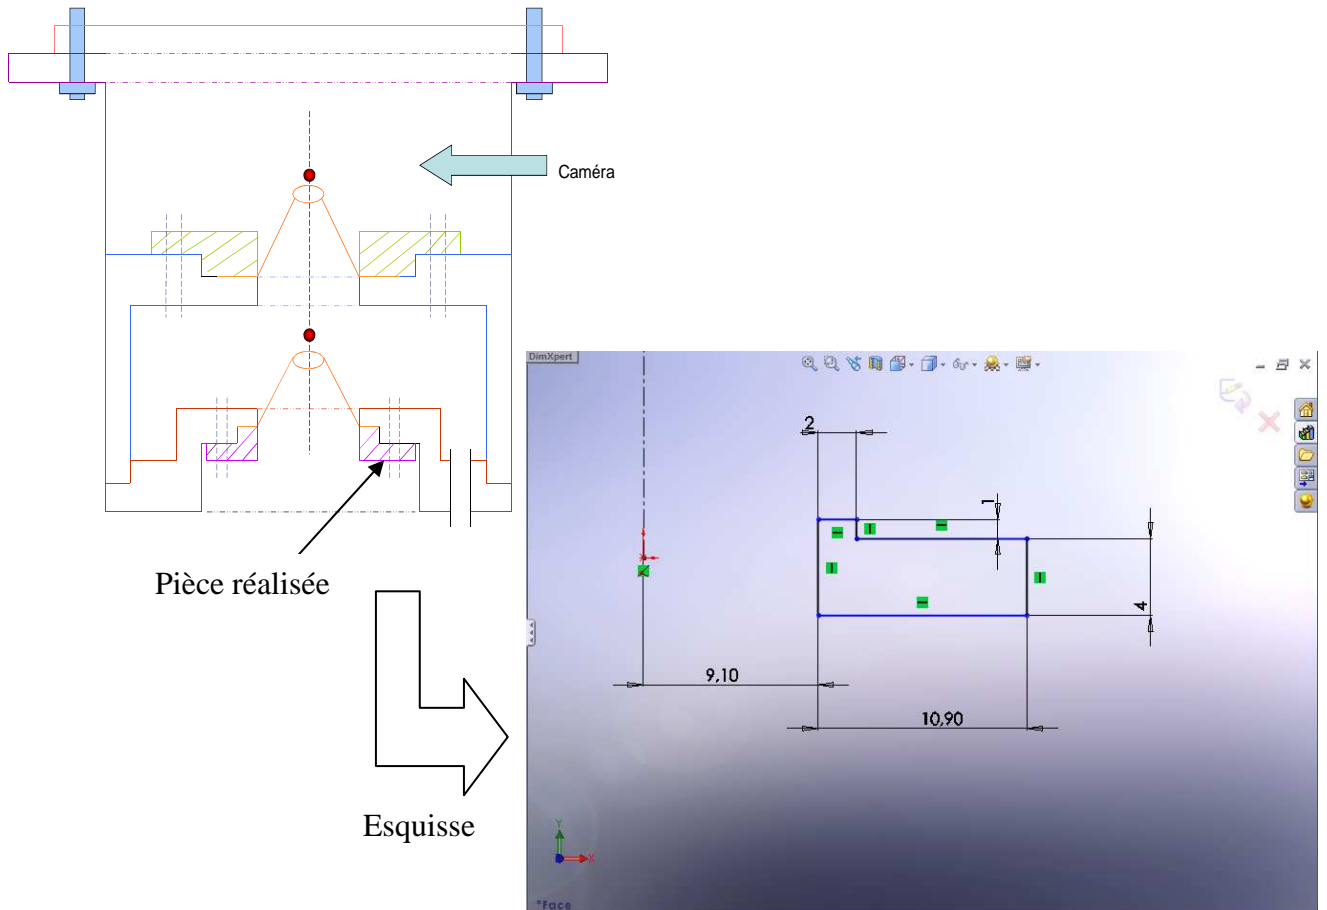 Caméra
DimXpert
2
1
Pièce réalisée
4
9,10
10,90
Esquisse
Y
X
*Face